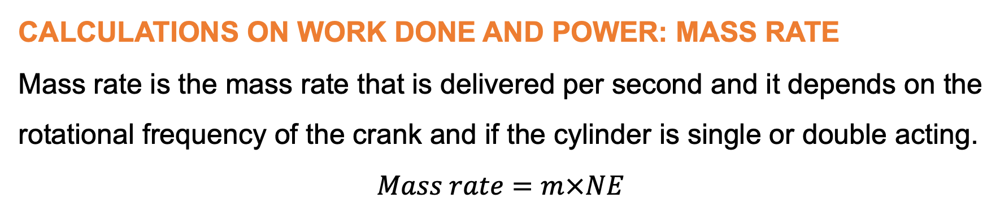 CALCULATIONS ON WORK DONE AND POWER: MASS RATE
Mass rate is the mass rate that is delivered per second and it depends on the
rotational frequency of the crank and if the cylinder is single or double acting.
Mass rate = m×NE